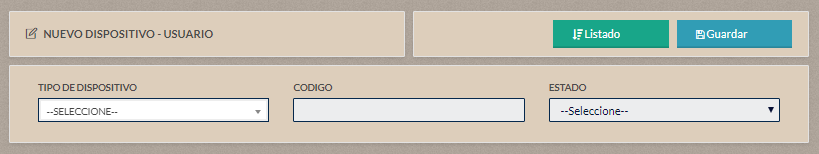 NUEVO DISPOSITIVO - USUARIO
Listado
Guardar
TIPO DE DISPOSITIVO
CODIGO
ESTADO
--SELECCIONE--
--Seleccione--